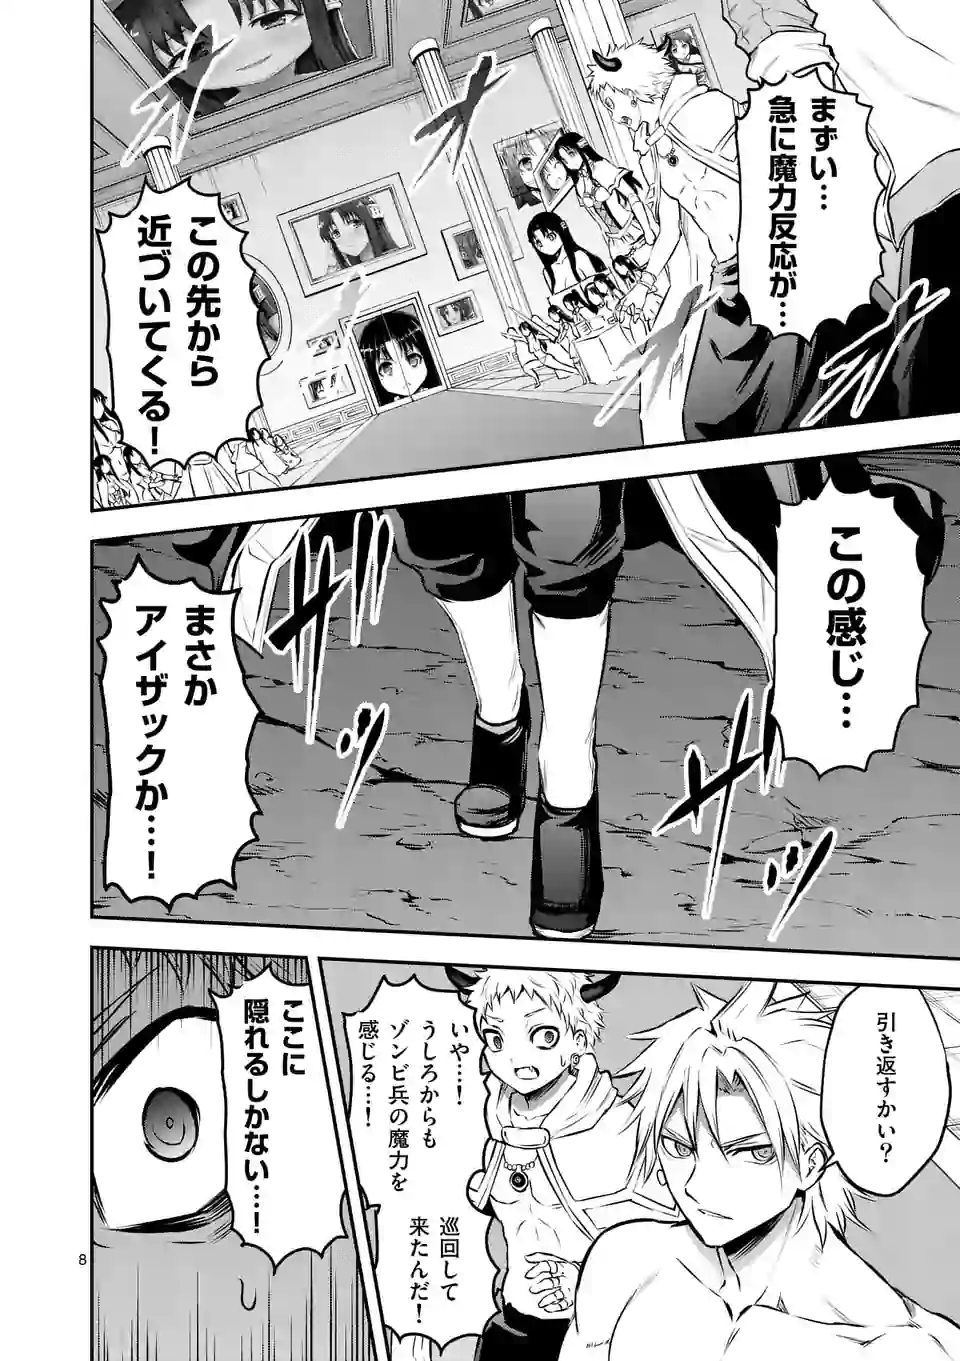 まずい…
急に魔力反応が…
この先から
近づいてくる！
この感じ…
ザッ
ザッ
まさか
アイザックか…！
引き返すかい？
いや…！
うしろからも
ゾンビ兵の魔力を
感じる…！
巡回して
来たんだ！
ここに
隠れるしかない…！
8